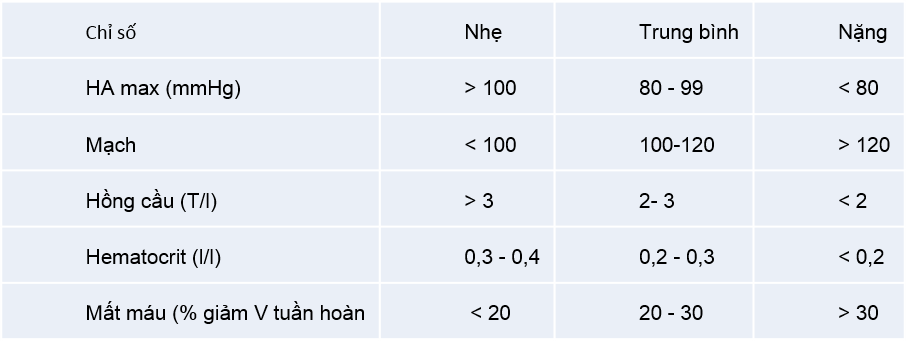 Chỉ số Nhẹ Trung bình Nặng
HA max (mmHg) > 100 80 - 99 < 80
Mạch < 100 100-120 > 120
Hồng cầu (T/l) > 3 2- 3 < 2
Hematocrit (l/l) 0,3 - 0,4 0,2 - 0,3 < 0,2
Mất máu (% giảm V tuần hoàn < 20 20 - 30 > 30